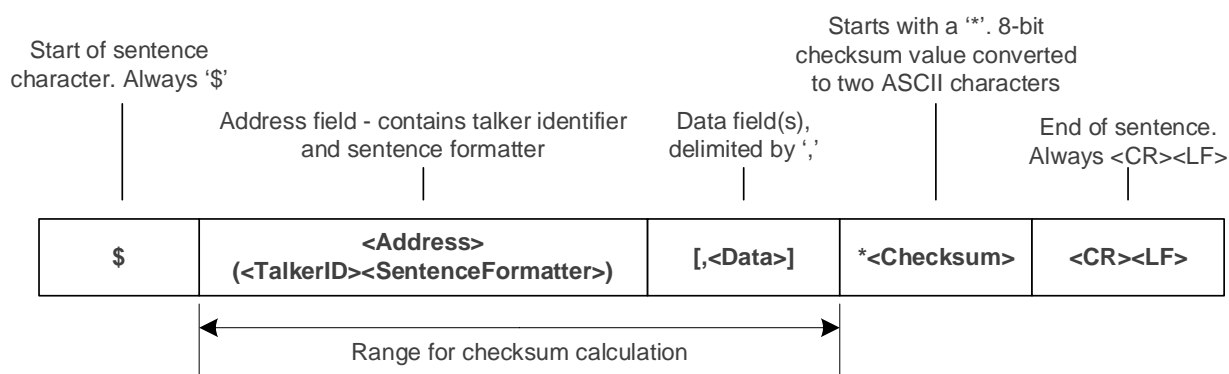 Start of sentence
character. Always ‘$’
Address field - contains talker identifier
and sentence formatter
Data field(s),
delimited by ‘,’
Starts with a ‘*’. 8-bit
checksum value converted
to two ASCII characters
End of sentence.
Always <CR><LF>
$
<Address>
(<TalkerID><SentenceFormatter>)
[,<Data>]
*<Checksum>
<CR><LF>
Range for checksum calculation